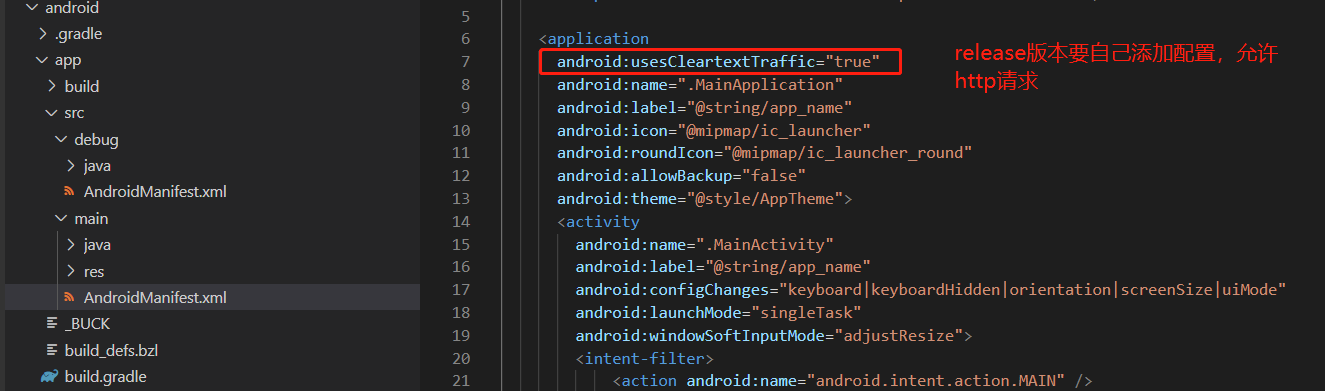 android
.gradle
app
build
src
debug
java
AndroidManifest.xml
main
java
res
AndroidManifest.xml
_BUCK
build_defs.bzl
build.gradle
5
6 <application
7 android:usesCleartextTraffic="true"
8 android:name=".MainApplication"
9 android:label="@string/app_name"
10 android:icon="@mipmap/ic_launcher"
11 android:roundIcon="@mipmap/ic_launcher_round"
12 android:allowBackup="false"
13 android:theme="@style/AppTheme">
14 <activity
15 android:name=".MainActivity"
16 android:label="@string/app_name"
17 android:configChanges="keyboard|keyboardHidden|orientation|screenSize|uiMode"
18 android:launchMode="singleTask"
19 android:windowSoftInputMode="adjustResize">
20 <intent-filter>
21 <action android:name="android.intent.action.MAIN" />
release版本要自己添加配置，允许
http请求